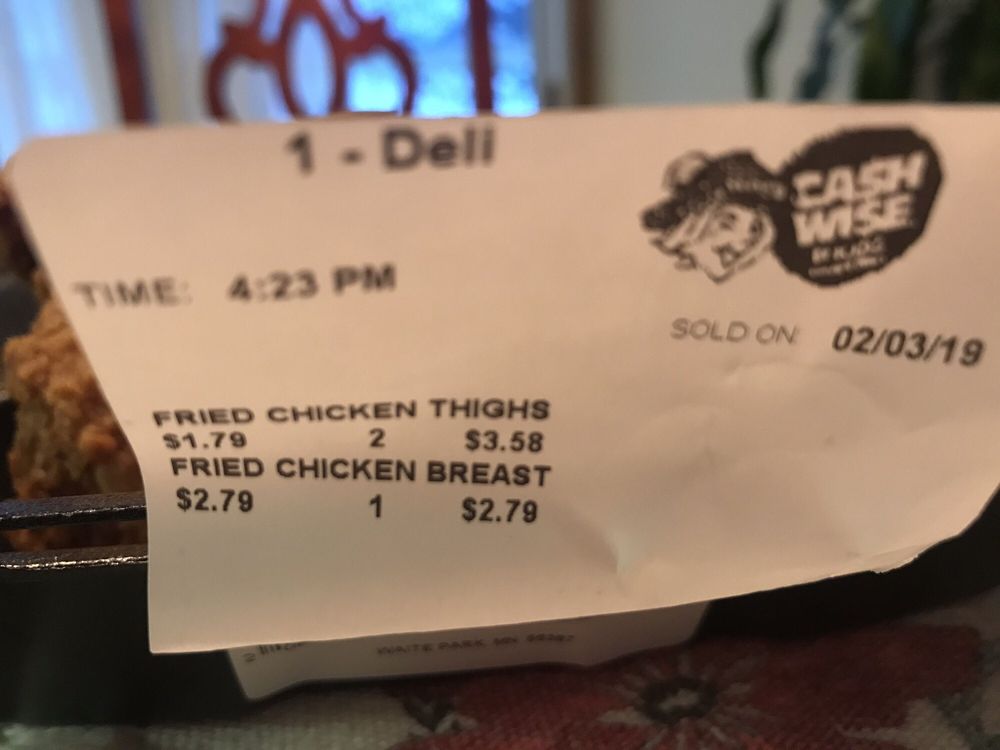 1 - Deli
CASH
WISE
TIME: 4:23 PM
SOLD ON: 02/03/19
FRIED CHICKEN THIGHS
$1.79 2 $3.58
FRIED CHICKEN BREAST
$2.79 1 $2.79
WAITE PARK MN